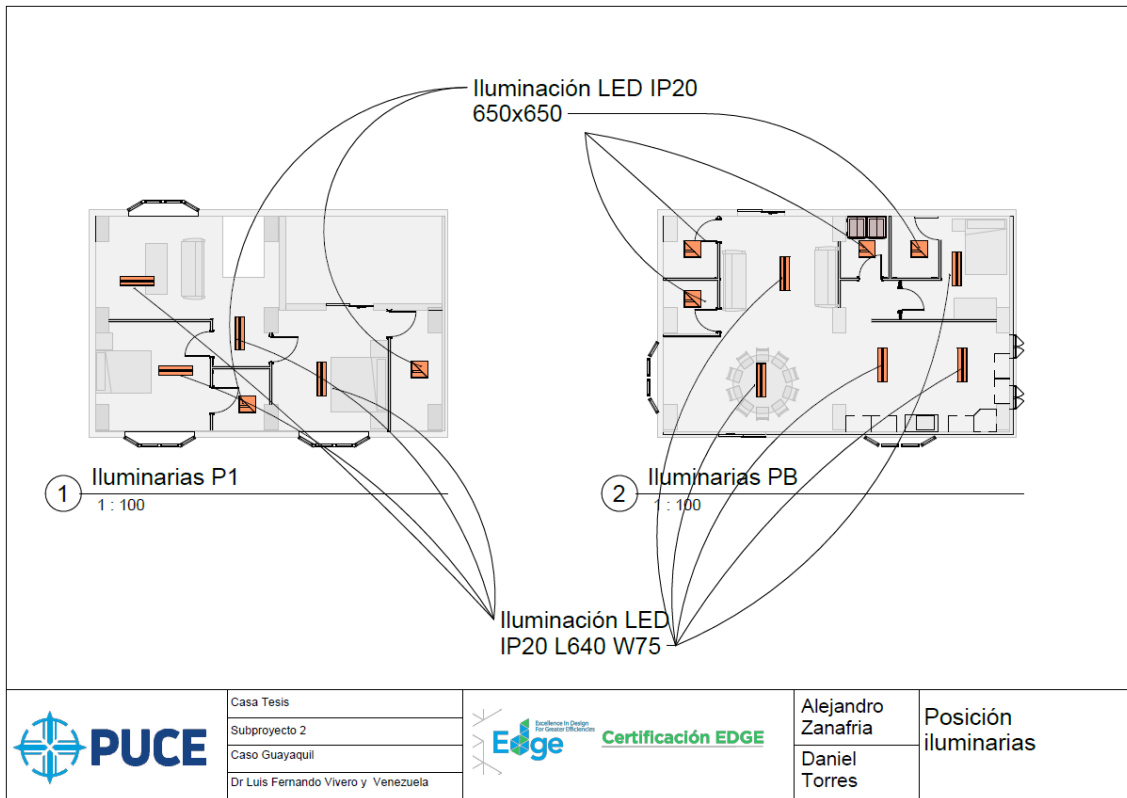 Iluminación LED IP20
650x650
1
Iluminarias P1
1 : 100
2
Iluminarias PB
1 : 100
Iluminación LED
IP20 L640 W75
PUCE
Casa Tesis
Subproyecto 2
Caso Guayaquil
Dr Luis Fernando Vivero y Venezuela
Edge
Excellence In Design
For Greater Efficiencies
Certificación EDGE
Alejandro
Zanafria
Daniel
Torres
Posición
iluminarias